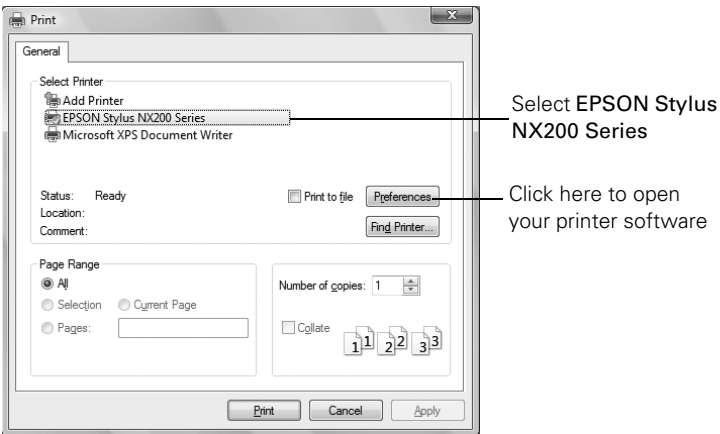 Print
General
Select Printer
Add Printer
EPSON Stylus NX200 Series
Microsoft XPS Document Writer
Select EPSON Stylus
NX200 Series
Status: Ready
Print to file
Preferences
Location:
Comment:
Find Printer...
Click here to open
your printer software
Page Range
All
Selection
Current Page
Pages:
Number of copies: 1
Collate
1 1 2 2 3 3
Print
Cancel
Apply